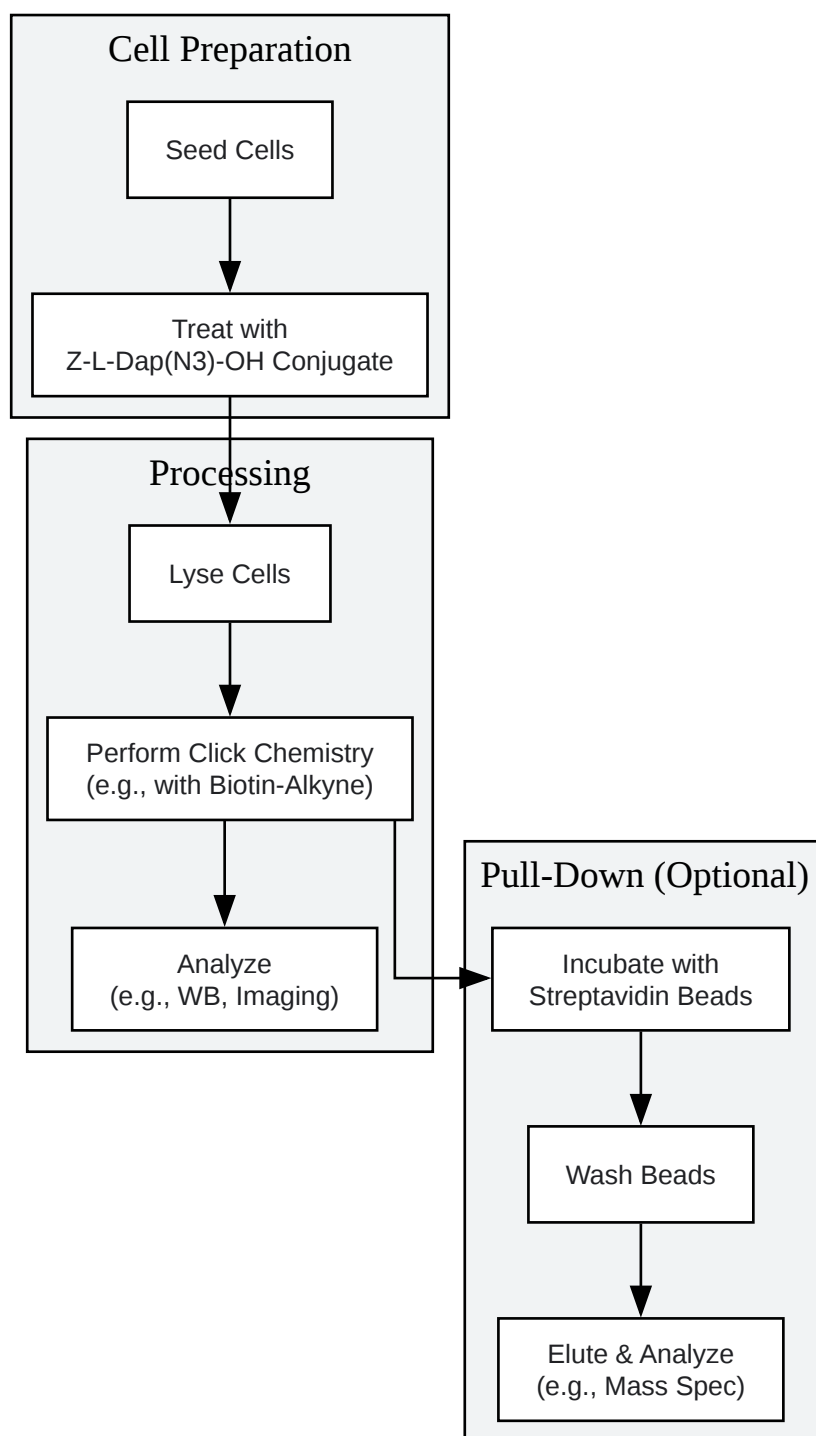 Cell Preparation
Seed Cells
Treat with
Z-L-Dap(N3)-OH Conjugate
Processing
Lyse Cells
Perform Click Chemistry
(e.g., with Biotin-Alkyne)
Analyze
(e.g., WB, Imaging)
Pull-Down (Optional)
Incubate with
Streptavidin Beads
Wash Beads
Elute & Analyze
(e.g., Mass Spec)